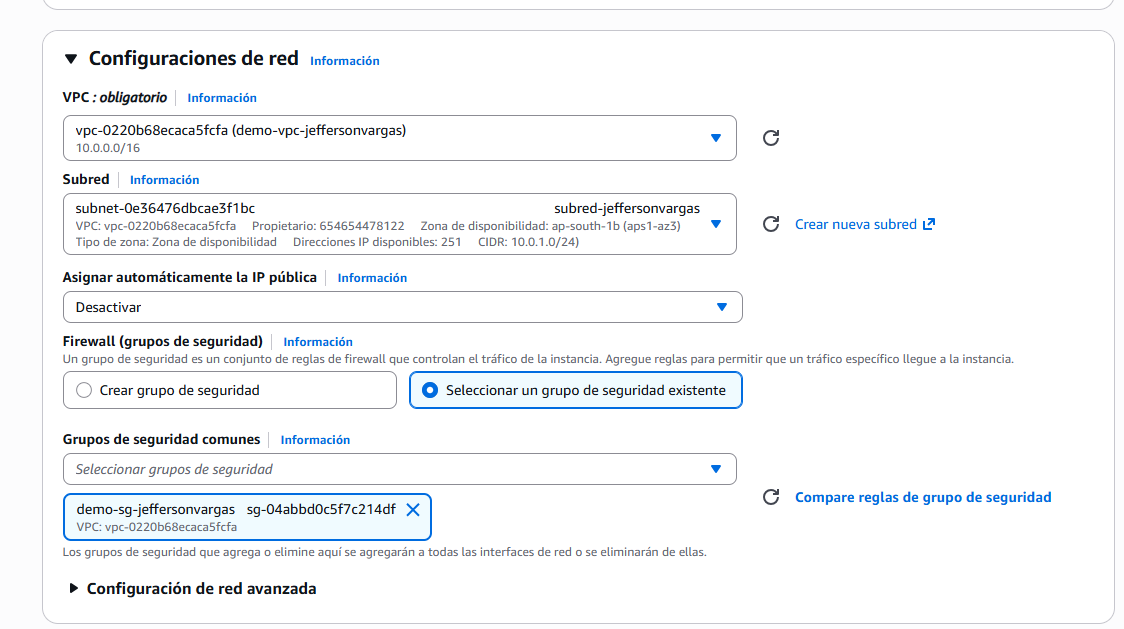 Configuraciones de red Información
VPC : obligatorio Información
vpc-0220b68ecaca5fcfa (demo-vpc-jeffersonvargas)
10.0.0.0/16
Subred Información
subnet-0e36476dbcae3f1bc subred-jeffersonvargas
VPC: vpc-0220b68ecaca5fcfa Propietario: 654654478122 Zona de disponibilidad: ap-south-1b (aps1-az3)
Tipo de zona: Zona de disponibilidad Direcciones IP disponibles: 251 CIDR: 10.0.1.0/24)
Crear nueva subred
Asignar automáticamente la IP pública Información
Desactivar
Firewall (grupos de seguridad) Información
Un grupo de seguridad es un conjunto de reglas de firewall que controlan el tráfico de la instancia. Agregue reglas para permitir que un tráfico específico llegue a la instancia.
Crear grupo de seguridad Seleccionar un grupo de seguridad existente
Grupos de seguridad comunes Información
Seleccionar grupos de seguridad
demo-sg-jeffersonvargas sg-04abbd0c5f7c214df
VPC: vpc-0220b68ecaca5fcfa
Compare reglas de grupo de seguridad
Los grupos de seguridad que agrega o elimine aquí se agregarán a todas las interfaces de red o se eliminarán de ellas.
Configuración de red avanzada